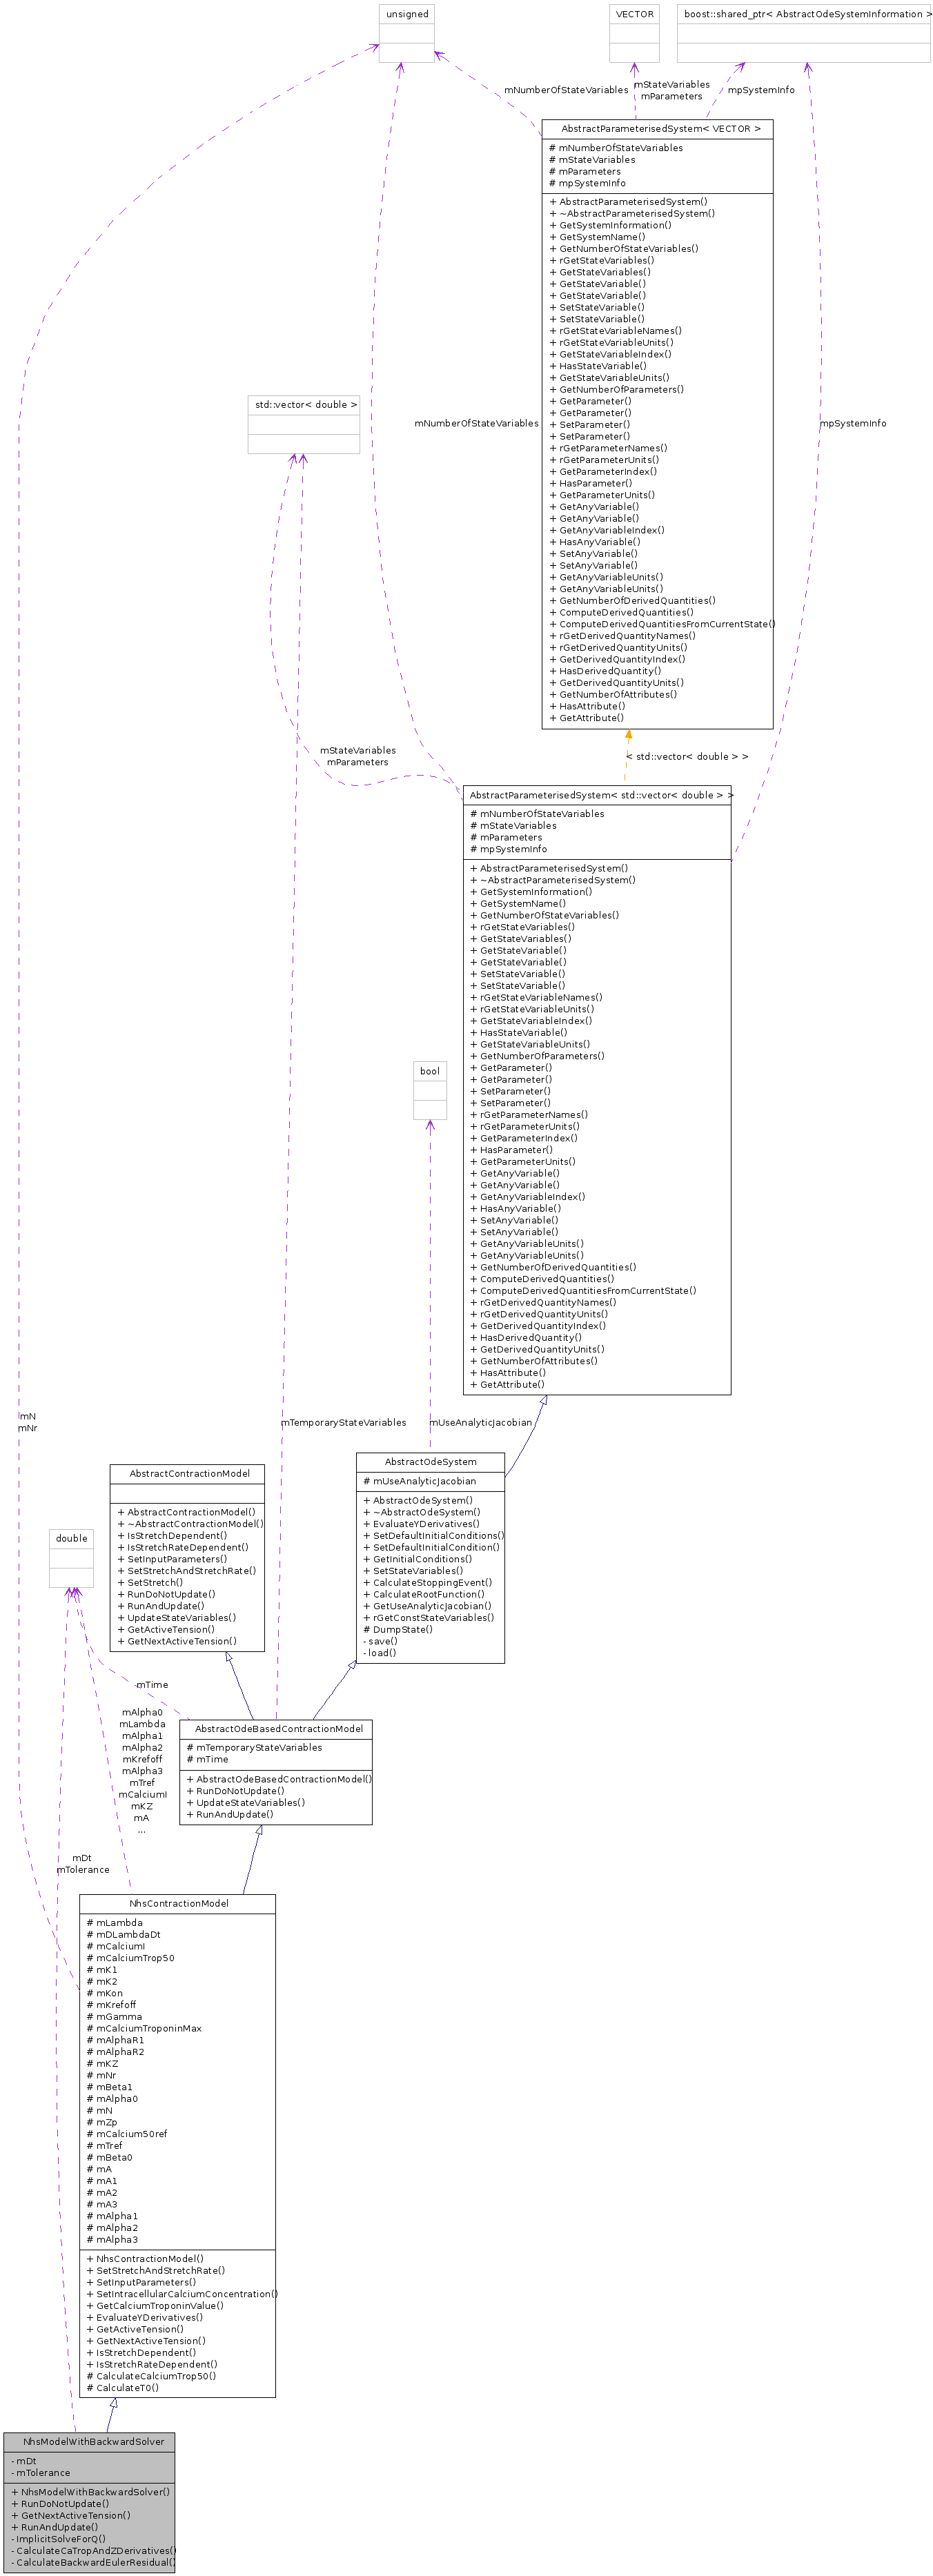 unsigned
VECTOR
boost::shared_ptr< AbstractOdeSystemInformation >
mNumberOfStateVariables
mStateVariables
mParameters
mpSystemInfo
AbstractParameterisedSystem< VECTOR >
# mNumberOfStateVariables
# mStateVariables
# mParameters
# mpSystemInfo
+ AbstractParameterisedSystem()
+ ~AbstractParameterisedSystem()
+ GetSystemInformation()
+ GetSystemName()
+ GetNumberOfStateVariables()
+ rGetStateVariables()
+ GetStateVariables()
+ GetStateVariable()
+ GetStateVariable()
+ SetStateVariable()
+ SetStateVariable()
+ rGetStateVariableNames()
+ rGetStateVariableUnits()
+ GetStateVariableIndex()
+ HasStateVariable()
+ GetStateVariableUnits()
+ GetNumberOfParameters()
+ GetParameter()
+ GetParameter()
+ SetParameter()
+ SetParameter()
+ rGetParameterNames()
+ rGetParameterUnits()
+ GetParameterIndex()
+ HasParameter()
+ GetParameterUnits()
+ GetAnyVariable()
+ GetAnyVariable()
+ GetAnyVariableIndex()
+ HasAnyVariable()
+ SetAnyVariable()
+ SetAnyVariable()
+ GetAnyVariableUnits()
+ GetAnyVariableUnits()
+ GetNumberOfDerivedQuantities()
+ ComputeDerivedQuantities()
+ ComputeDerivedQuantitiesFromCurrentState()
+ rGetDerivedQuantityNames()
+ rGetDerivedQuantityUnits()
+ GetDerivedQuantityIndex()
+ HasDerivedQuantity()
+ GetDerivedQuantityUnits()
+ GetNumberOfAttributes()
+ HasAttribute()
+ GetAttribute()
std::vector< double >
mNumberOfStateVariables
mpSystemInfo
mStateVariables
mParameters
< std::vector< double > >
AbstractParameterisedSystem< std::vector< double > >
# mNumberOfStateVariables
# mStateVariables
# mParameters
# mpSystemInfo
+ AbstractParameterisedSystem()
+ ~AbstractParameterisedSystem()
+ GetSystemInformation()
+ GetSystemName()
+ GetNumberOfStateVariables()
+ rGetStateVariables()
+ GetStateVariables()
+ GetStateVariable()
+ GetStateVariable()
+ SetStateVariable()
+ SetStateVariable()
+ rGetStateVariableNames()
+ rGetStateVariableUnits()
+ GetStateVariableIndex()
+ HasStateVariable()
+ GetStateVariableUnits()
+ GetNumberOfParameters()
+ GetParameter()
+ GetParameter()
+ SetParameter()
+ SetParameter()
+ rGetParameterNames()
+ rGetParameterUnits()
+ GetParameterIndex()
+ HasParameter()
+ GetParameterUnits()
+ GetAnyVariable()
+ GetAnyVariable()
+ GetAnyVariableIndex()
+ HasAnyVariable()
+ SetAnyVariable()
+ SetAnyVariable()
+ GetAnyVariableUnits()
+ GetAnyVariableUnits()
+ GetNumberOfDerivedQuantities()
+ ComputeDerivedQuantities()
+ ComputeDerivedQuantitiesFromCurrentState()
+ rGetDerivedQuantityNames()
+ rGetDerivedQuantityUnits()
+ GetDerivedQuantityIndex()
+ HasDerivedQuantity()
+ GetDerivedQuantityUnits()
+ GetNumberOfAttributes()
+ HasAttribute()
+ GetAttribute()
bool
mN
mNr
mTemporaryStateVariables
mUseAnalyticJacobian
AbstractOdeSystem
# mUseAnalyticJacobian
+ AbstractOdeSystem()
+ ~AbstractOdeSystem()
+ EvaluateYDerivatives()
+ SetDefaultInitialConditions()
+ SetDefaultInitialCondition()
+ GetInitialConditions()
+ SetStateVariables()
+ CalculateStoppingEvent()
+ CalculateRootFunction()
+ GetUseAnalyticJacobian()
+ rGetConstStateVariables()
# DumpState()
- save()
- load()
AbstractContractionModel
+ AbstractContractionModel()
+ ~AbstractContractionModel()
+ IsStretchDependent()
+ IsStretchRateDependent()
+ SetInputParameters()
+ SetStretchAndStretchRate()
+ SetStretch()
+ RunDoNotUpdate()
+ RunAndUpdate()
+ UpdateStateVariables()
+ GetActiveTension()
+ GetNextActiveTension()
double
mTime
mAlpha0
mLambda
mAlpha1
mAlpha2
mKrefoff
mAlpha3
mTref
mCalciumI
mKZ
mA
...
AbstractOdeBasedContractionModel
# mTemporaryStateVariables
# mTime
+ AbstractOdeBasedContractionModel()
+ RunDoNotUpdate()
+ UpdateStateVariables()
+ RunAndUpdate()
mDt
mTolerance
NhsContractionModel
# mLambda
# mDLambdaDt
# mCalciumI
# mCalciumTrop50
# mK1
# mK2
# mKon
# mKrefoff
# mGamma
# mCalciumTroponinMax
# mAlphaR1
# mAlphaR2
# mKZ
# mNr
# mBeta1
# mAlpha0
# mN
# mZp
# mCalcium50ref
# mTref
# mBeta0
# mA
# mA1
# mA2
# mA3
# mAlpha1
# mAlpha2
# mAlpha3
+ NhsContractionModel()
+ SetStretchAndStretchRate()
+ SetInputParameters()
+ SetIntracellularCalciumConcentration()
+ GetCalciumTroponinValue()
+ EvaluateYDerivatives()
+ GetActiveTension()
+ GetNextActiveTension()
+ IsStretchDependent()
+ IsStretchRateDependent()
# CalculateCalciumTrop50()
# CalculateT0()
NhsModelWithBackwardSolver
- mDt
- mTolerance
+ NhsModelWithBackwardSolver()
+ RunDoNotUpdate()
+ GetNextActiveTension()
+ RunAndUpdate()
- ImplicitSolveForQ()
- CalculateCaTropAndZDerivatives()
- CalculateBackwardEulerResidual()